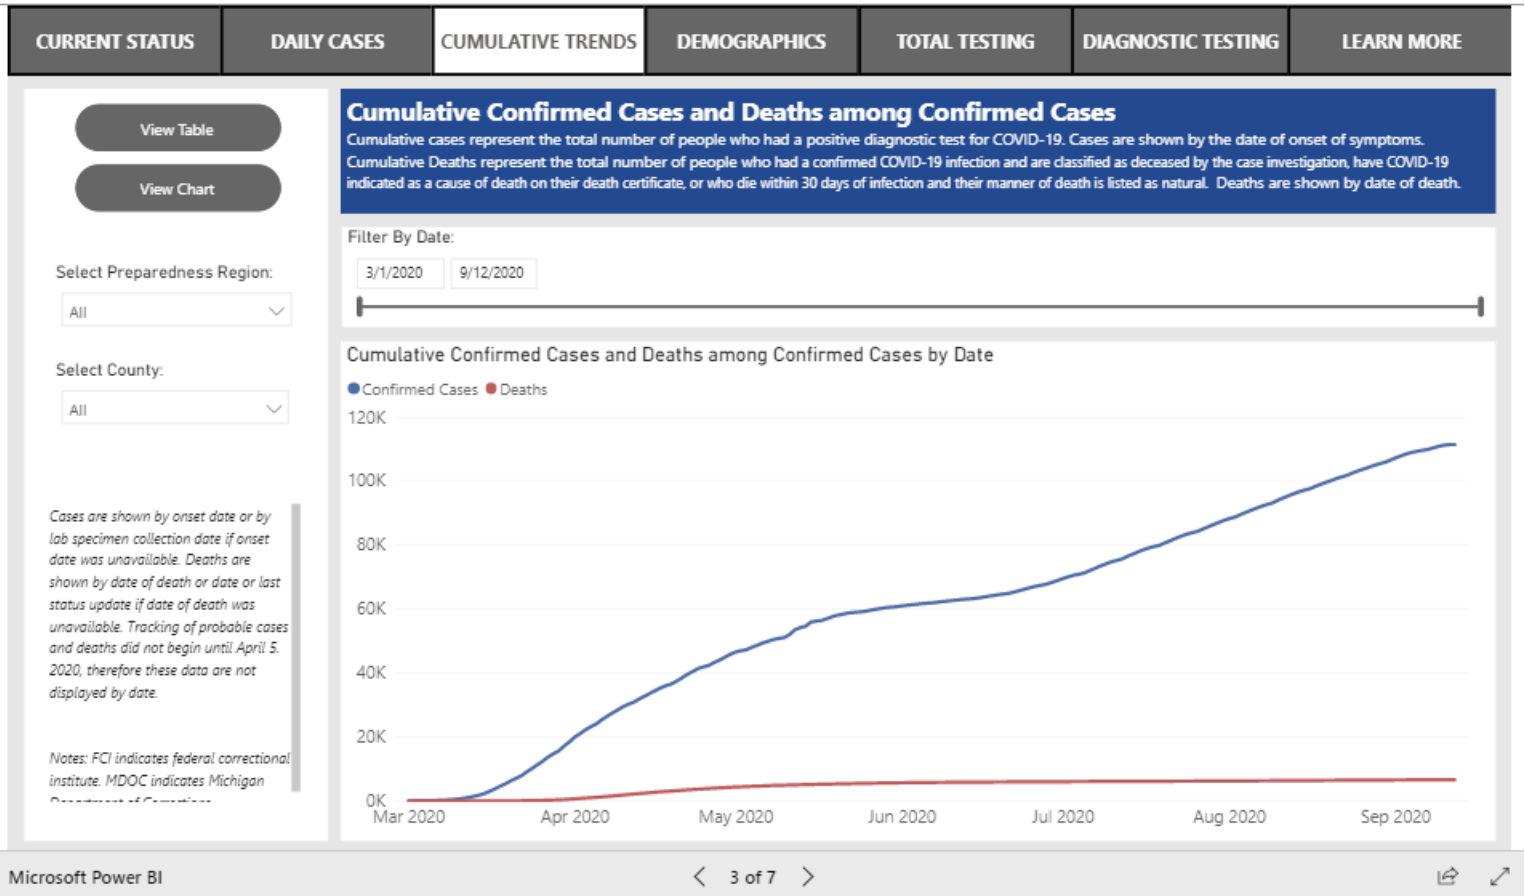 CURRENT STATUS
DAILY CASES
CUMULATIVE TRENDS
DEMOGRAPHICS
TOTAL TESTING
DIAGNOSTIC TESTING
LEARN MORE
View Table
View Chart
Select Preparedness Region:
All
Select County:
All
Cases are shown by onset date or by
lab specimen collection date if onset
date was unavailable. Deaths are
shown by date of death or date or last
status update if date of death was
unavailable. Tracking of probable cases
and deaths did not begin until April 5.
2020, therefore these data are not
displayed by date.
Notes: FCI indicates federal correctional
institute. MDOC indicates Michigan
Department of Corrections
Cumulative Confirmed Cases and Deaths among Confirmed Cases
Cumulative cases represent the total number of people who had a positive diagnostic test for COVID-19. Cases are shown by the date of onset of symptoms.
Cumulative Deaths represent the total number of people who had a confirmed COVID-19 infection and are classified as deceased by the case investigation, have COVID-19
indicated as a cause of death on their death certificate, or who die within 30 days of infection and their manner of death is listed as natural. Deaths are shown by date of death.
Filter By Date:
3/1/2020
9/12/2020
Cumulative Confirmed Cases and Deaths among Confirmed Cases by Date
Confirmed Cases
Deaths
120K
100K
80K
60K
40K
20K
0K
Mar 2020
Apr 2020
May 2020
Jun 2020
Jul 2020
Aug 2020
Sep 2020
Microsoft Power BI
3 of 7